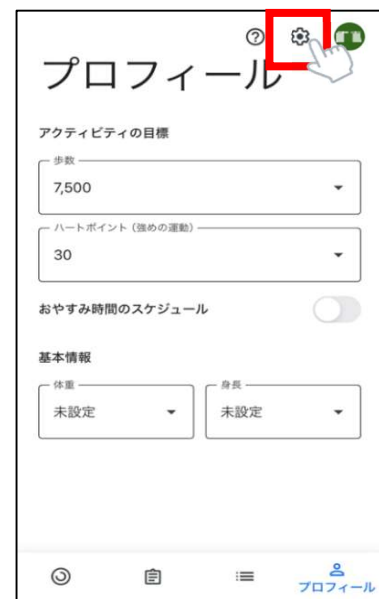 プロフィール
アクティビティの目標
歩数
7,500
ハートポイント（強めの運動）
30
おやすみ時間のスケジュール
基本情報
体重
未設定
身長
未設定
プロフィール